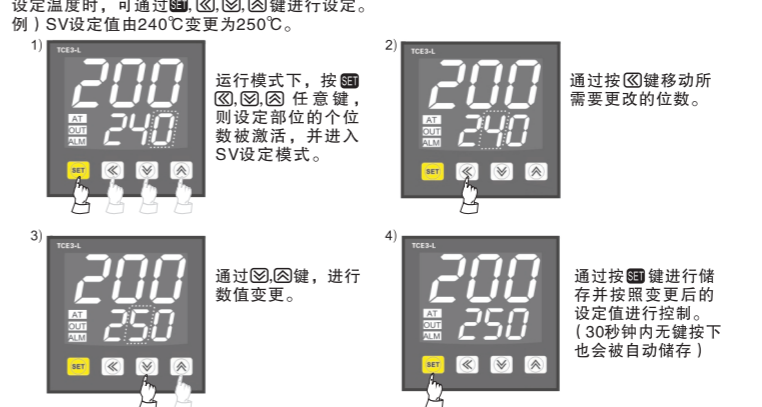 设定温度时，可通过SET,《,︾,︽键进行设定。
例）SV设定值由240℃变更为250℃。
1)
TCE3-L
200
AT
OUT
ALM
240
SET
运行模式下，按SET
《,︾,︽ 任意键，
则设定部位的个位
数被激活，并进入
SV设定模式。
2)
TCE3-L
200
AT
OUT
ALM
240
SET
通过按《键移动所
需要更改的位数。
3)
TCE3-L
200
AT
OUT
ALM
250
SET
通过︾,︽键，进行
数值变更。
4)
TCE3-L
200
AT
OUT
ALM
250
SET
通过按SET键进行储
存并按照变更后的
设定值进行控制。
（30秒钟内无键按下
也会被自动储存）